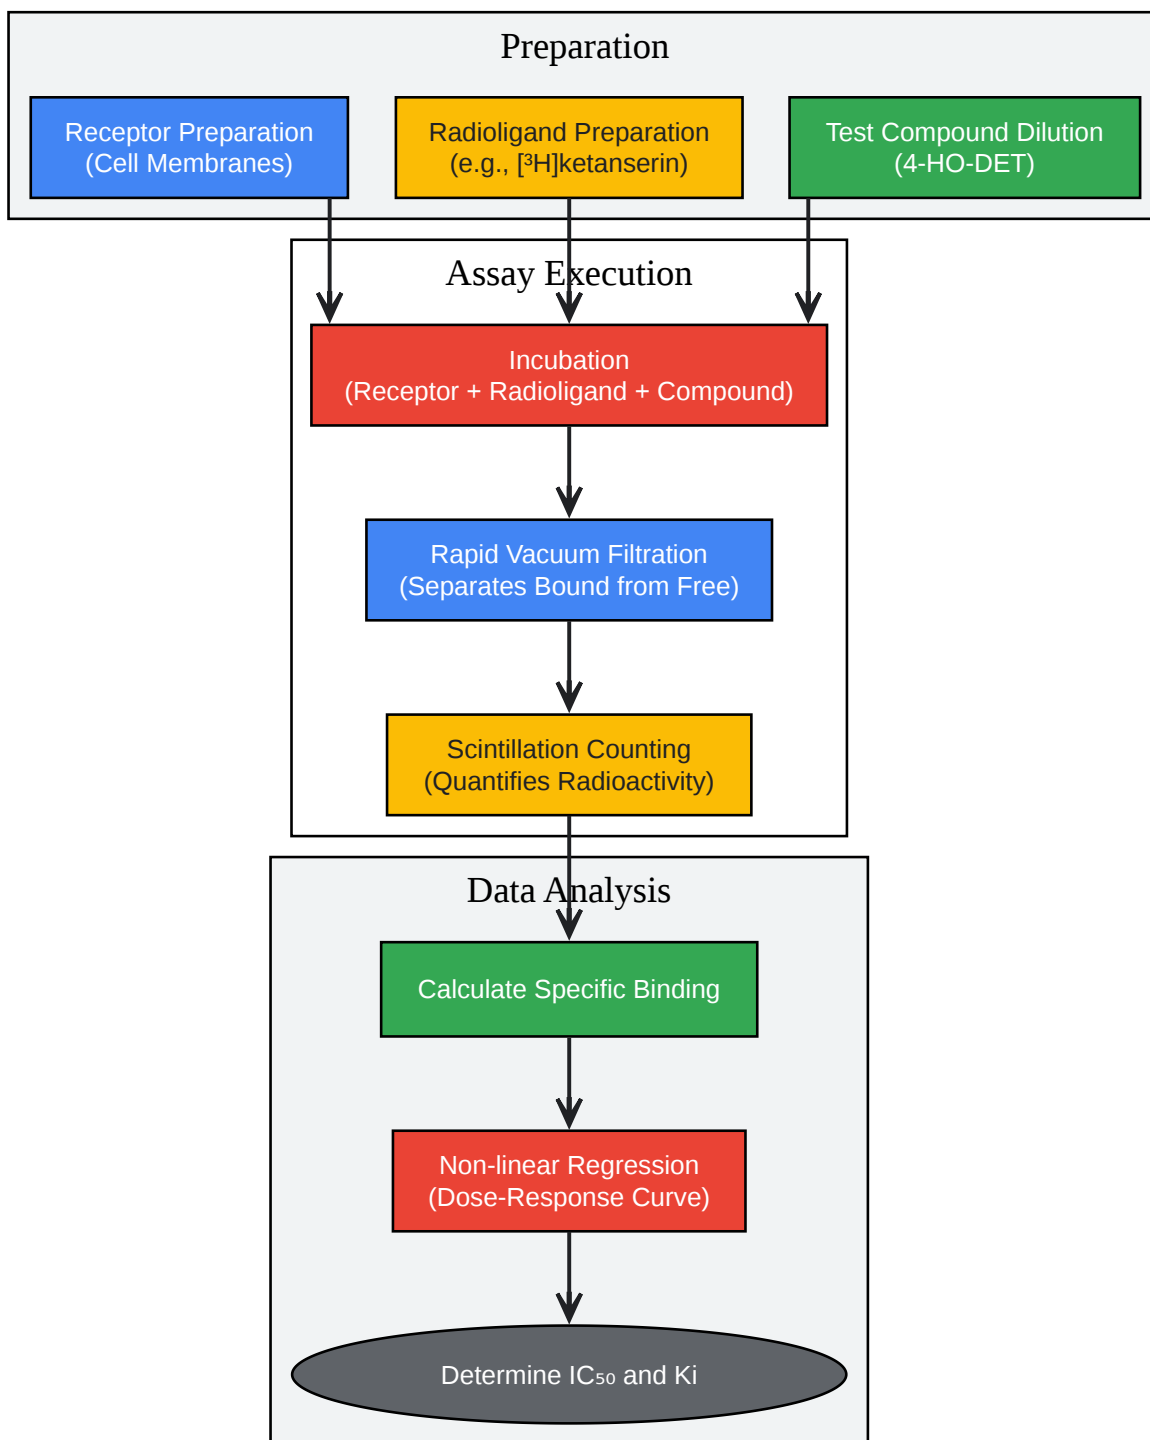 Preparation
Receptor Preparation
(Cell Membranes)
Radioligand Preparation
(e.g., [³H]ketanserin)
Test Compound Dilution
(4-HO-DET)
Assay Execution
Incubation
(Receptor + Radioligand + Compound)
Rapid Vacuum Filtration
(Separates Bound from Free)
Scintillation Counting
(Quantifies Radioactivity)
Data Analysis
Calculate Specific Binding
Non-linear Regression
(Dose-Response Curve)
Determine IC₅₀ and Ki